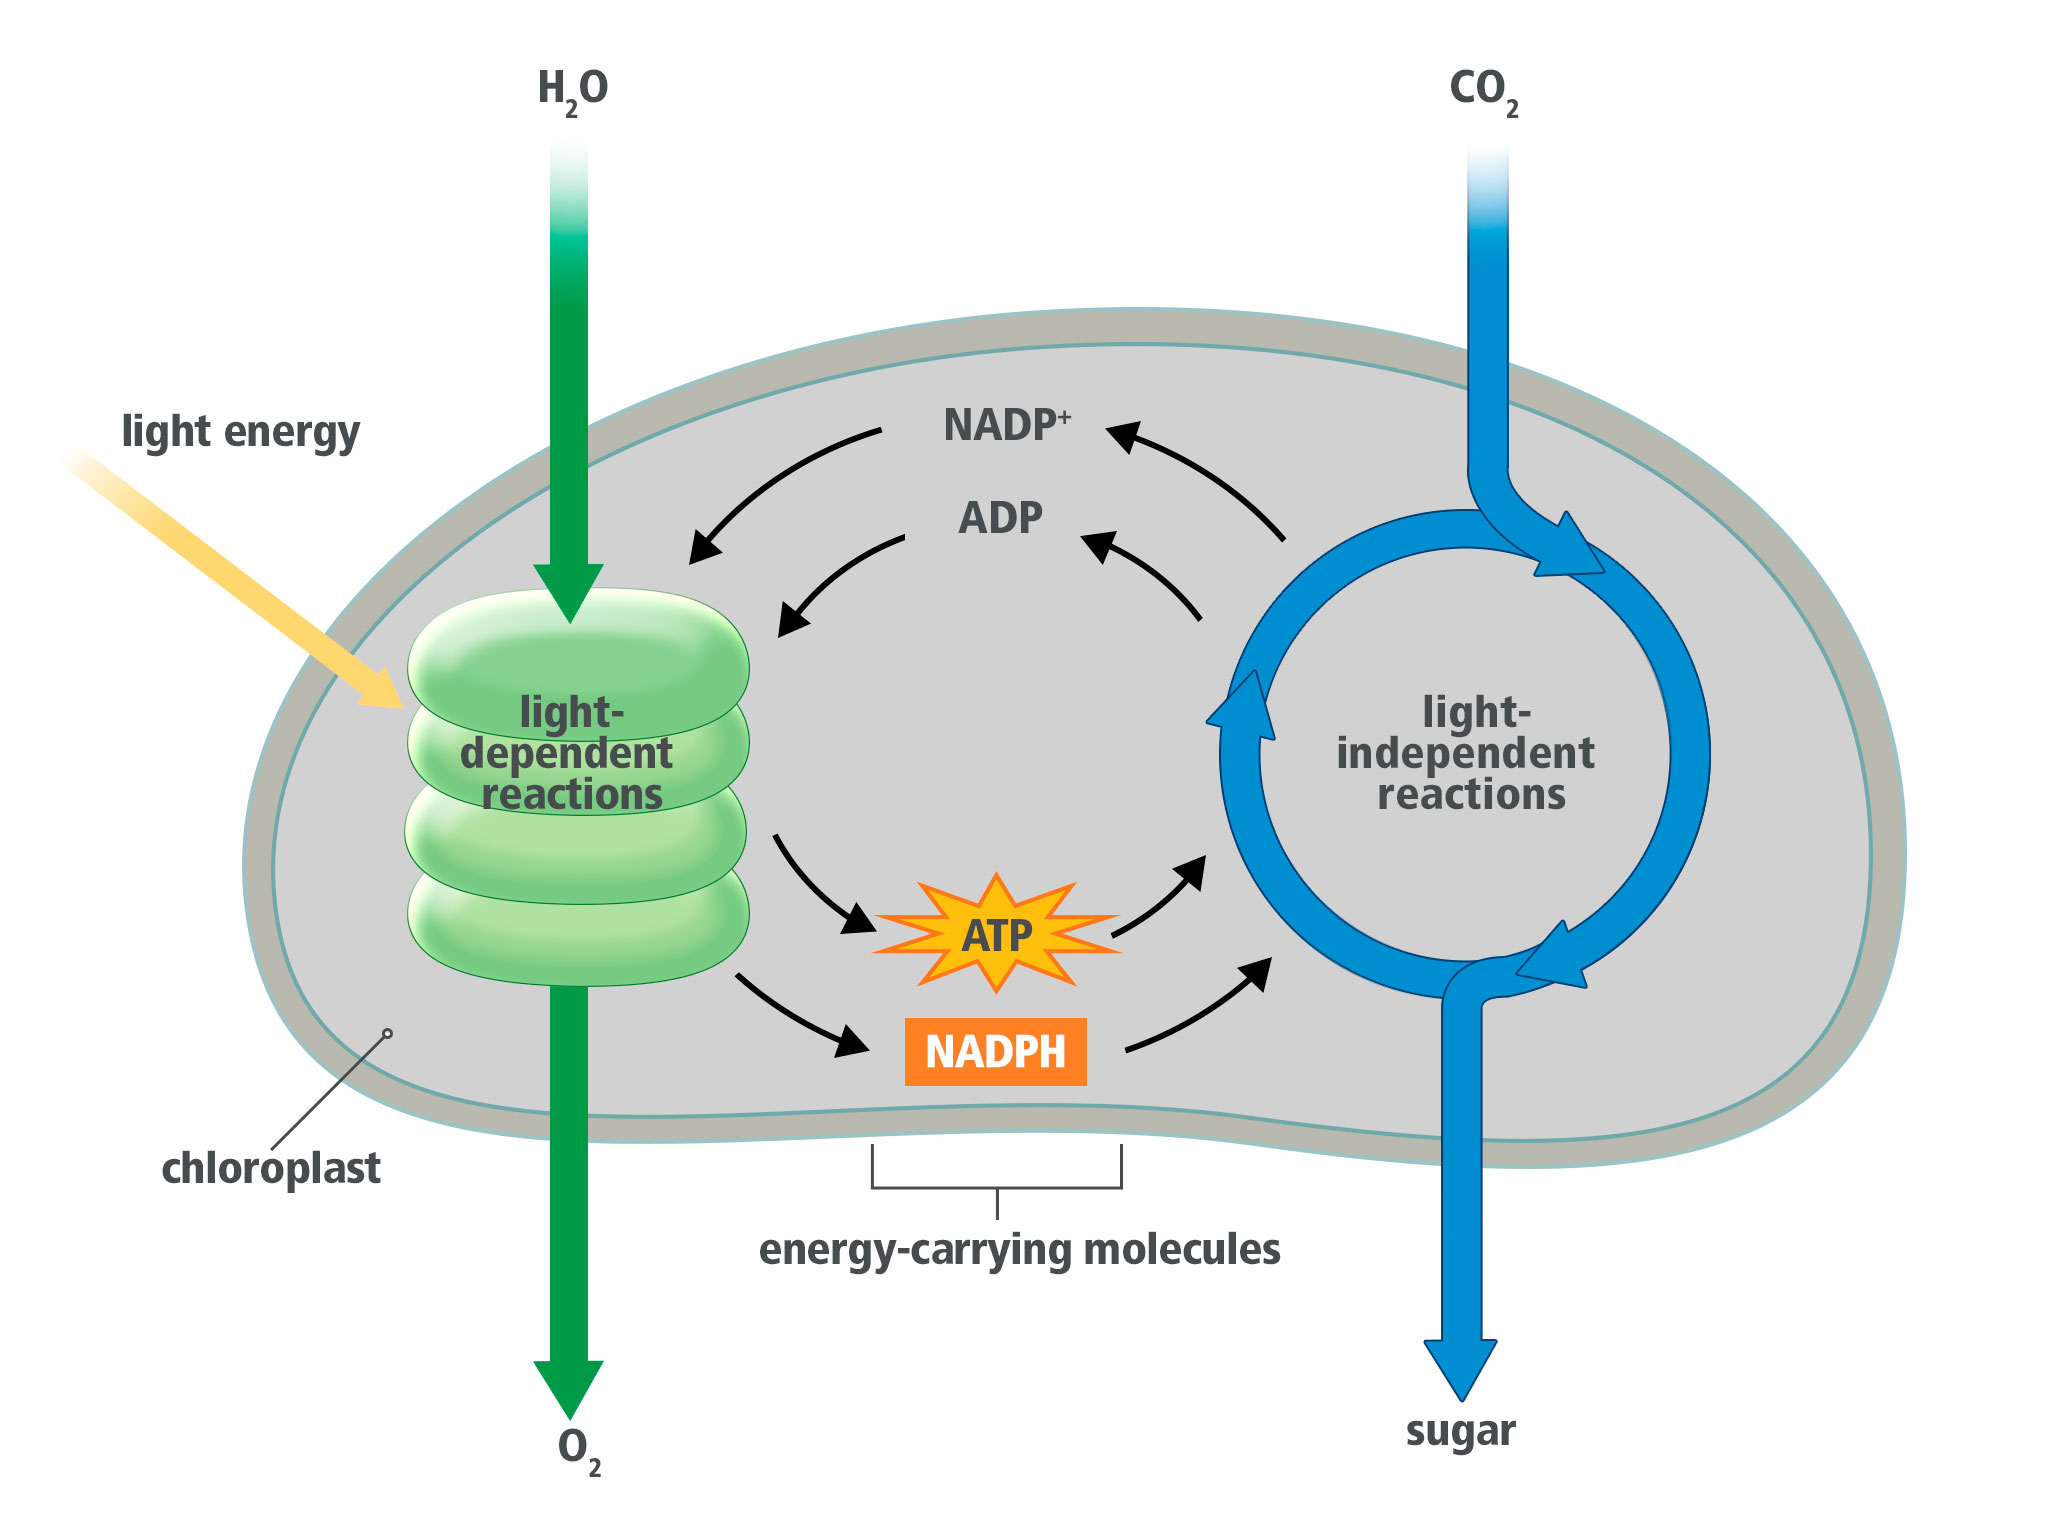 H₂O
CO₂
light energy
NADP⁺
ADP
light-
dependent
reactions
light-
independent
reactions
ATP
NADPH
chloroplast
energy-carrying molecules
O₂
sugar